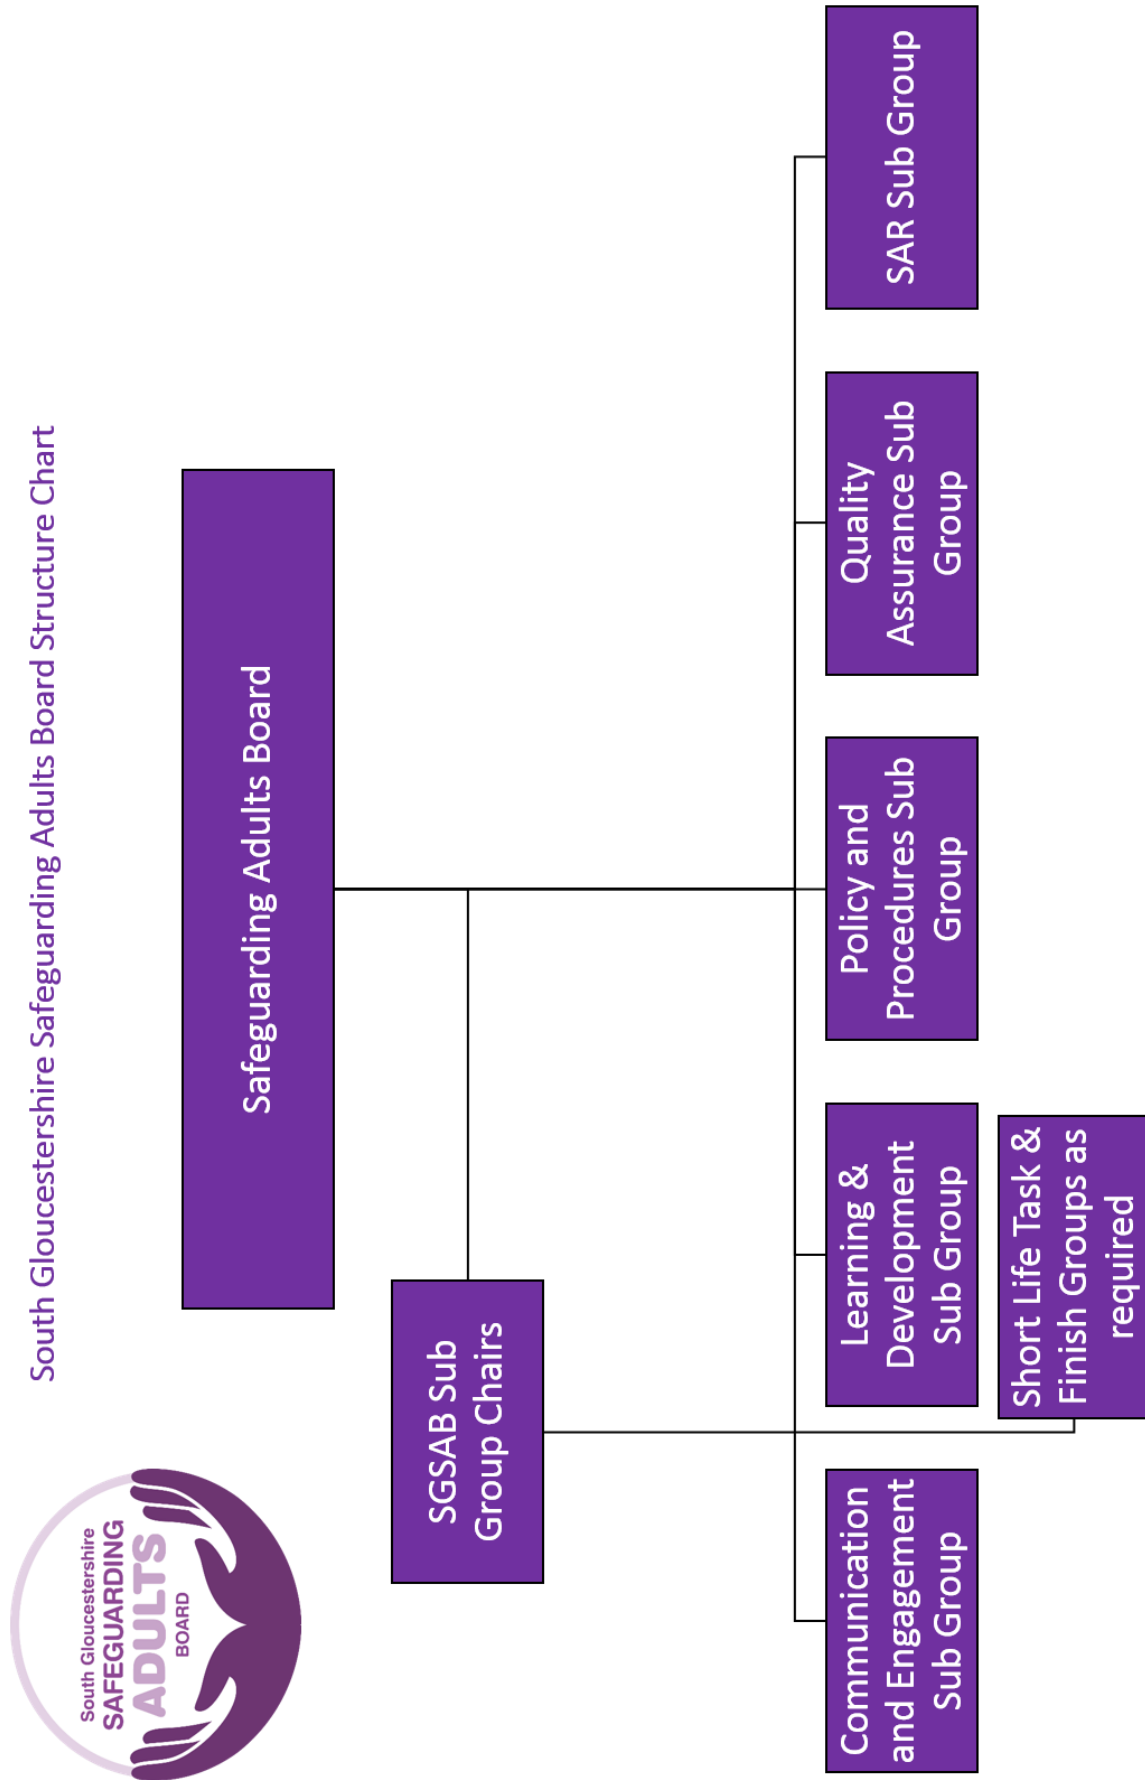 South Gloucestershire
SAFEGUARDING
ADULTS
BOARD
South Gloucestershire Safeguarding Adults Board Structure Chart
Safeguarding Adults Board
SGSAB Sub
Group Chairs
Communication
and Engagement
Sub Group
Learning &
Development
Sub Group
Policy and
Procedures Sub
Group
Quality
Assurance Sub
Group
SAR Sub Group
Short Life Task &
Finish Groups as
required